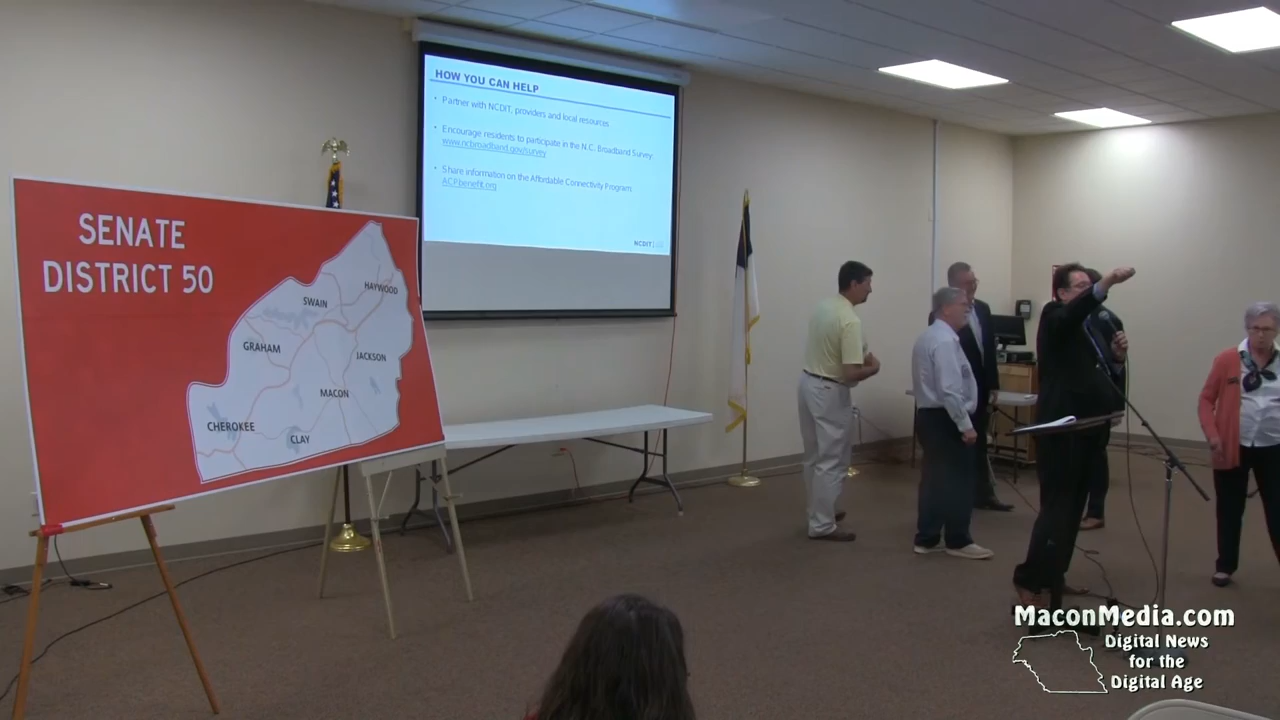 SENATE
DISTRICT 50
HAYWOOD
SWAIN
GRAHAM
JACKSON
MACON
CHEROKEE
CLAY
HOW YOU CAN HELP
• Partner with NCDIT, providers and local resources
• Encourage residents to participate in the N.C. Broadband Survey:
www.ncbroadband.gov/survey
• Share information on the Affordable Connectivity Program:
ACPbenefit.org
NCDIT
MaconMedia.com
Digital News
for the
Digital Age